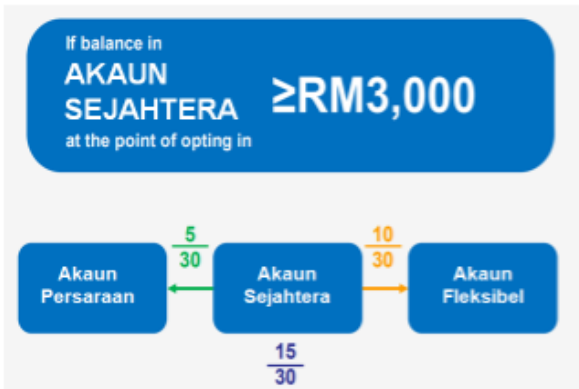 If balance in
AKAUN
SEJAHTERA
≥RM3,000
at the point of opting in
5
30
10
30
Akaun
Persaraan
Akaun
Sejahtera
Akaun
Fleksibel
15
30